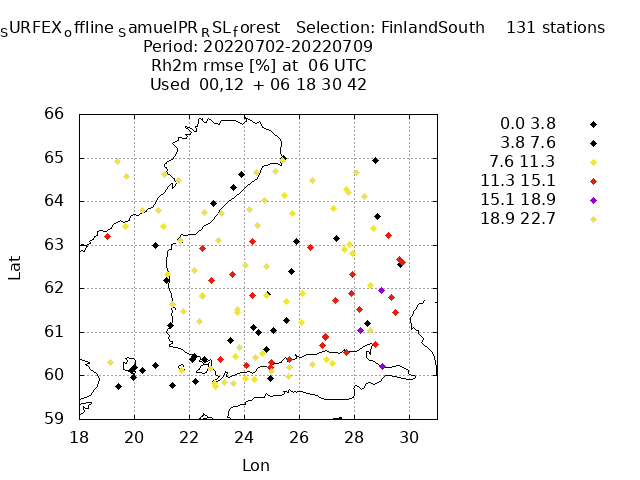 SURFEXoffline SamuelPRRSLforest Selection: FinlandSouth 131 stations
Period: 20220702-20220709
Rh2m rmse [%] at 06 UTC
Used 00,12 + 06 18 30 42
66
65
64
63
62
61
60
59
18 20 22 24 26 28 30
Lat
Lon
0.0 3.8
3.8 7.6
7.6 11.3
11.3 15.1
15.1 18.9
18.9 22.7